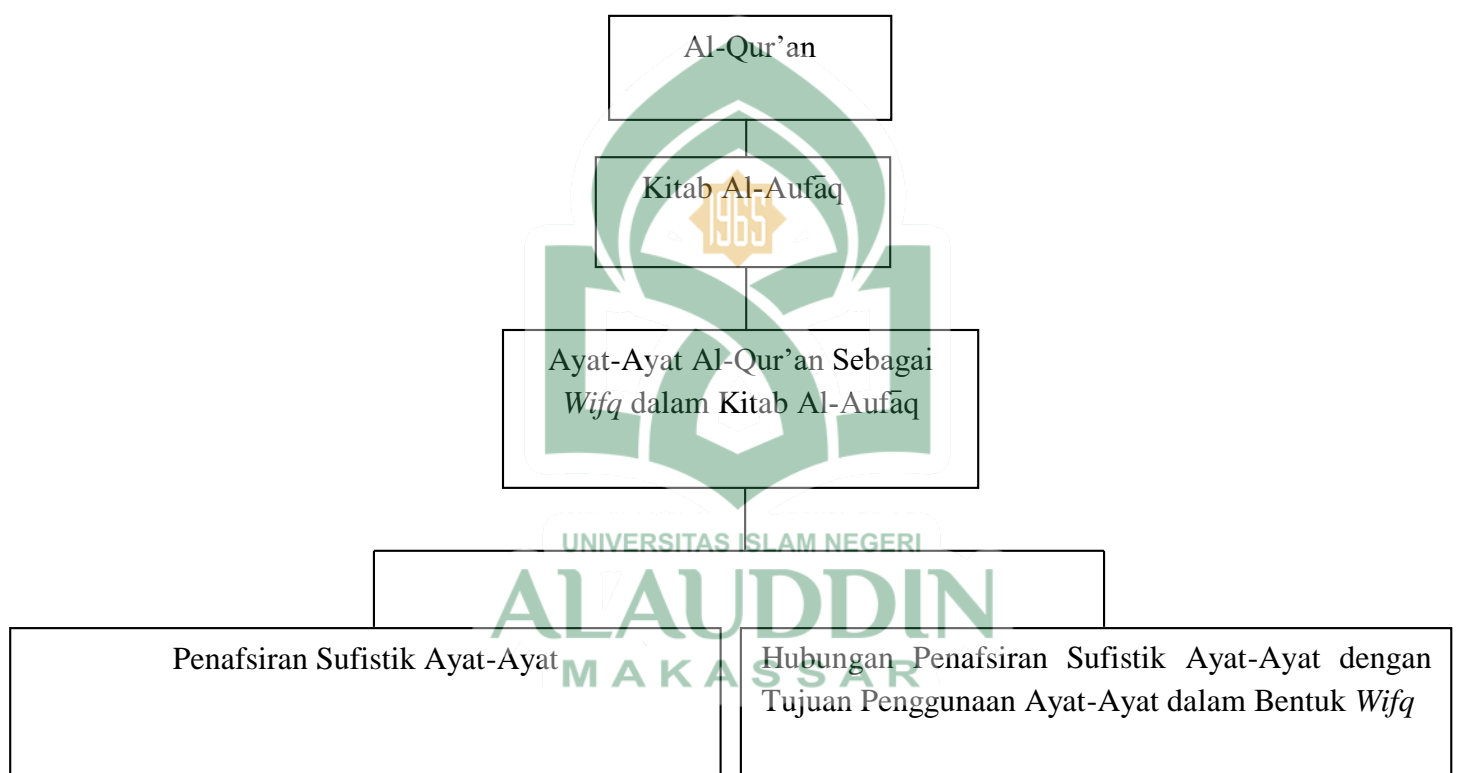 Al-Qur’an
Kitab Al-Aufāq
1965
Ayat-Ayat Al-Qur’an Sebagai
Wifq dalam Kitab Al-Aufāq
UNIVERSITAS ISLAM NEGERI
ALAUDDIN
MAKASSAR
Penafsiran Sufistik Ayat-Ayat
Hubungan Penafsiran Sufistik Ayat-Ayat dengan
Tujuan Penggunaan Ayat-Ayat dalam Bentuk Wifq